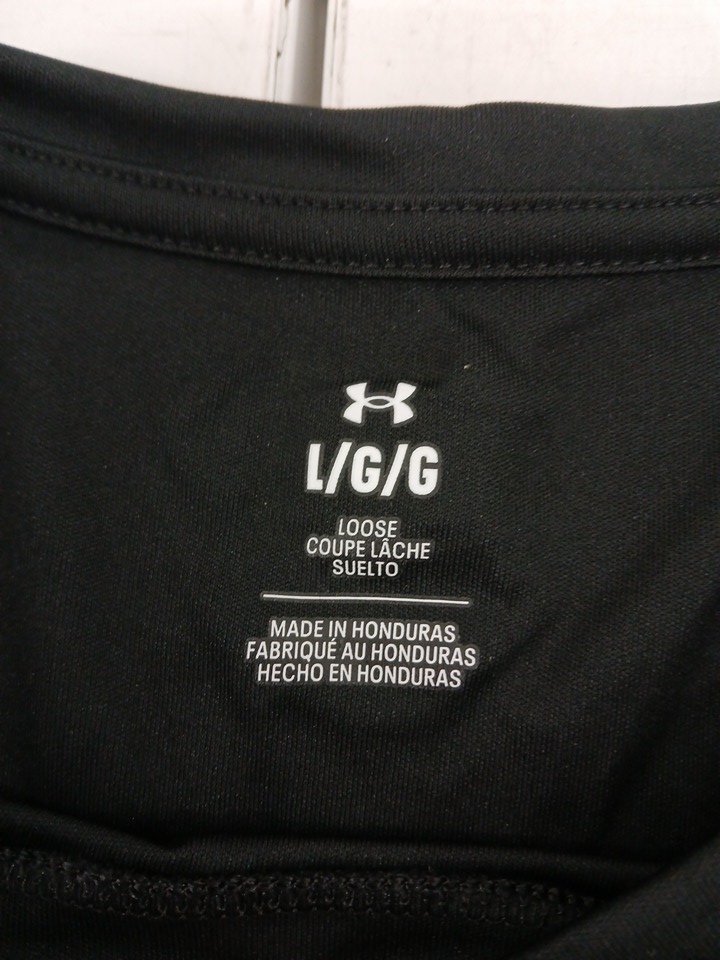 L/G/G
LOOSE
COUPE LÂCHE
SUELTO
MADE IN HONDURAS
FABRIQUÉ AU HONDURAS
HECHO EN HONDURAS